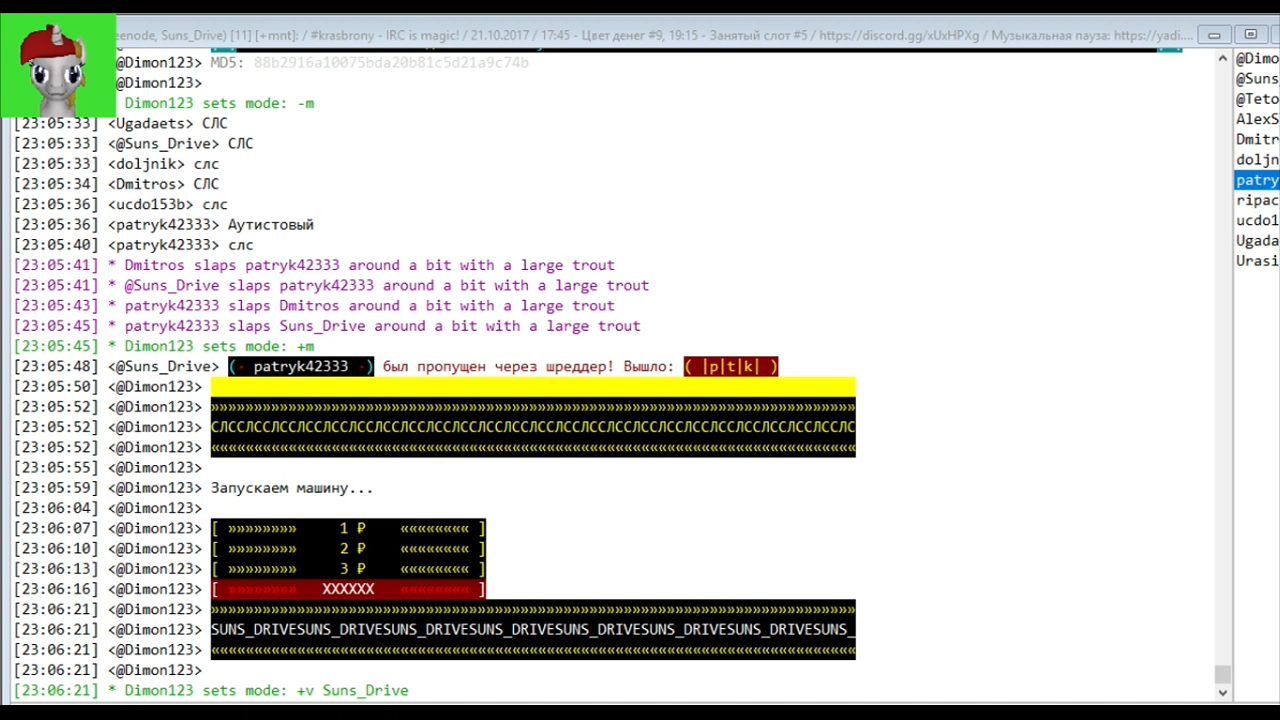 eenode, Suns_Drive) [11] [+mnt]: / #krasbrony - IRC is magic! / 21.10.2017 / 17:45 - Цвет денег #9, 19:15 - Занятый слот #5 / https://discord.gg/xUxHPXg / Музыкальная пауза: https://yadi....
@Dimon123> MD5: 88b2916a10075bda20b81c5d21a9c74b
@Dimon123>
Dimon123 sets mode: -m
[23:05:33] <Ugadaets> СЛС
[23:05:33] <@Suns_Drive> СЛС
[23:05:33] <doljnik> слс
[23:05:34] <Dmitros> СЛС
[23:05:36] <ucdo153b> слс
[23:05:36] <patryk42333> Аутистовый
[23:05:40] <patryk42333> слс
[23:05:41] * Dmitros slaps patryk42333 around a bit with a large trout
[23:05:41] * @Suns_Drive slaps patryk42333 around a bit with a large trout
[23:05:43] * patryk42333 slaps Dmitros around a bit with a large trout
[23:05:45] * patryk42333 slaps Suns_Drive around a bit with a large trout
[23:05:45] * Dimon123 sets mode: +m
[23:05:48] <@Suns_Drive> (· patryk42333 ·) был пропущен через шреддер! Вышло: ( |p|t|k| )
[23:05:50] <@Dimon123>
[23:05:52] <@Dimon123> »»»»»»»»»»»»»»»»»»»»»»»»»»»»»»»»»»»»»»»»»»»»»»»»»»»»»»»»»»»»»»»»»»»»»»»»»»»
[23:05:52] <@Dimon123> СЛССЛССЛССЛССЛССЛССЛССЛССЛССЛССЛССЛССЛССЛССЛССЛССЛССЛССЛССЛССЛССЛССЛССЛССЛС
[23:05:52] <@Dimon123> «««««««««««««««««««««««««««««««««««««««««««««««««««««««««««««««««««««««««««
[23:05:55] <@Dimon123>
[23:05:59] <@Dimon123> Запускаем машину...
[23:06:04] <@Dimon123>
[23:06:07] <@Dimon123> [ »»»»»»»» 1 ₽ «««««««« ]
[23:06:10] <@Dimon123> [ »»»»»»»» 2 ₽ «««««««« ]
[23:06:13] <@Dimon123> [ »»»»»»»» 3 ₽ «««««««« ]
[23:06:16] <@Dimon123> [ »»»»»»»» XXXXXX «««««««« ]
[23:06:21] <@Dimon123> »»»»»»»»»»»»»»»»»»»»»»»»»»»»»»»»»»»»»»»»»»»»»»»»»»»»»»»»»»»»»»»»»»»»»»»»»»»
[23:06:21] <@Dimon123> SUNS_DRIVESUNS_DRIVESUNS_DRIVESUNS_DRIVESUNS_DRIVESUNS_DRIVESUNS_DRIVESUNS_
[23:06:21] <@Dimon123> «««««««««««««««««««««««««««««««««««««««««««««««««««««««««««««««««««««««««««
[23:06:21] <@Dimon123>
[23:06:21] * Dimon123 sets mode: +v Suns_Drive
@Dimo
@Suns
@Teto
AlexS
Dmitr
doljn
patry
ripac
ucdo1
Ugada
Urasi